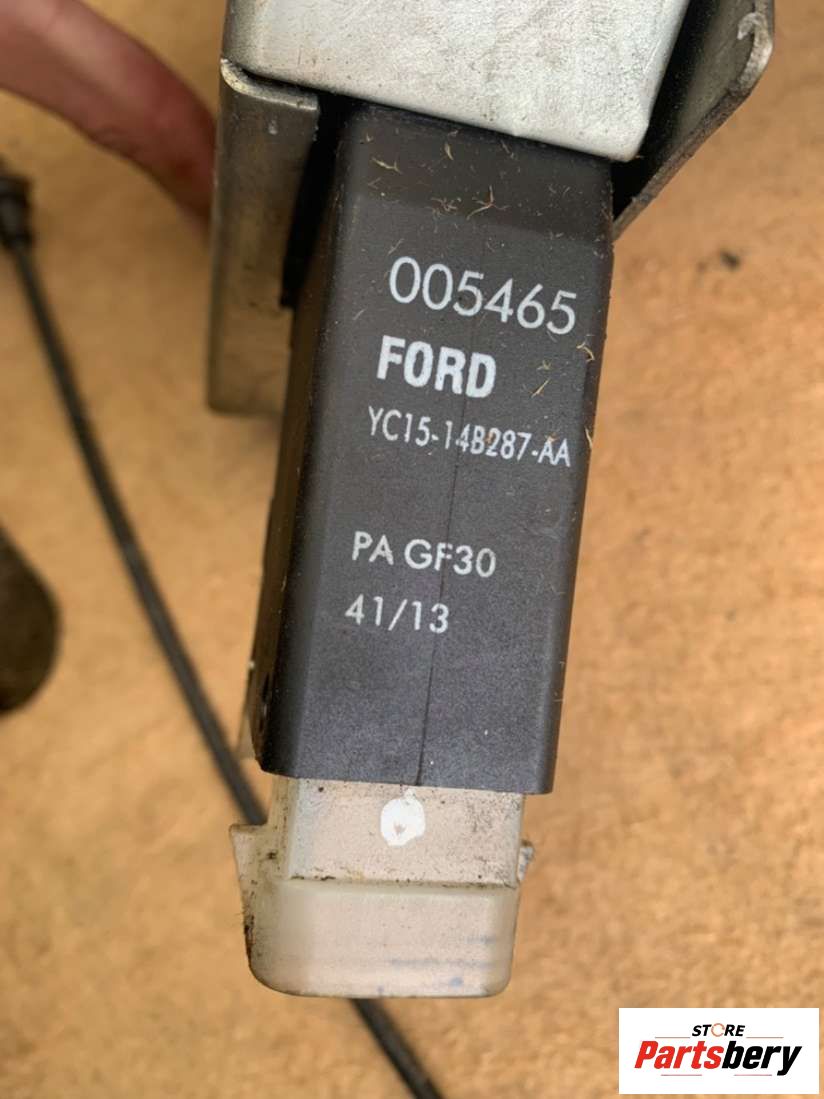 005465
FORD
YC15-14B287-AA
PA GF30
41/13
STORE
Partsbery